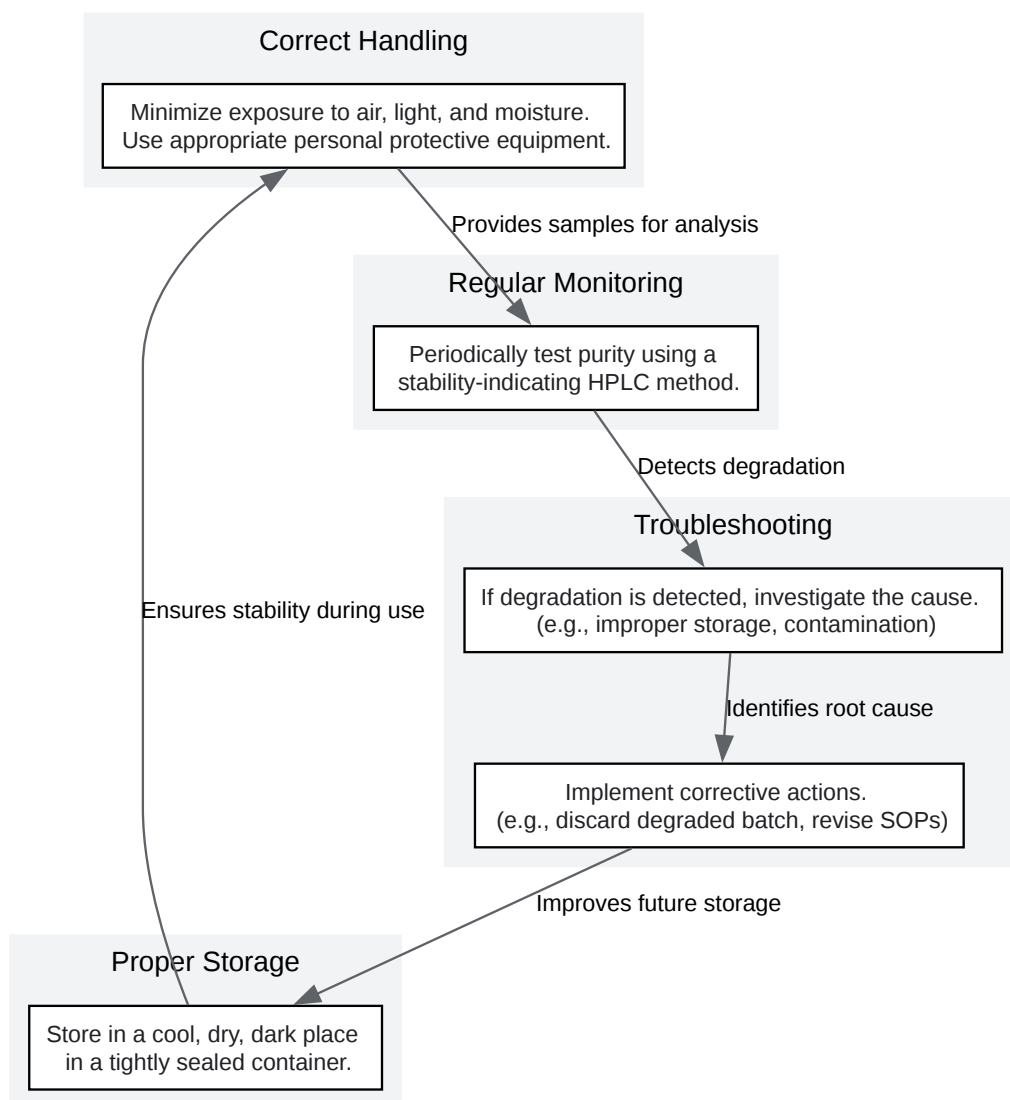 Correct Handling
Minimize exposure to air, light, and moisture.
Use appropriate personal protective equipment.
Provides samples for analysis
Regular Monitoring
Periodically test purity using a
stability-indicating HPLC method.
Detects degradation
Troubleshooting
If degradation is detected, investigate the cause.
(e.g., improper storage, contamination)
Ensures stability during use
Identifies root cause
Implement corrective actions.
(e.g., discard degraded batch, revise SOPs)
Improves future storage
Proper Storage
Store in a cool, dry, dark place
in a tightly sealed container.